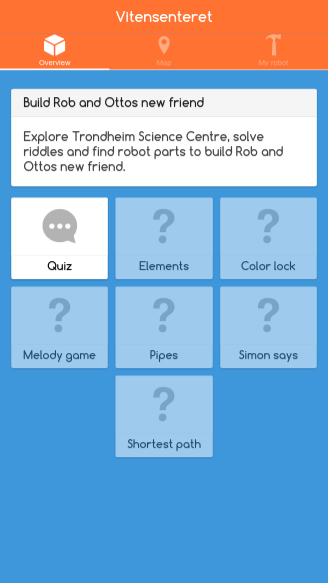 Vitensenteret
Overview
Map
My robot
Build Rob and Ottos new friend
Explore Trondheim Science Centre, solve
riddles and find robot parts to build Rob and
Ottos new friend.
Quiz
?
Elements
?
Color lock
?
Melody game
?
Pipes
?
Simon says
?
Shortest path